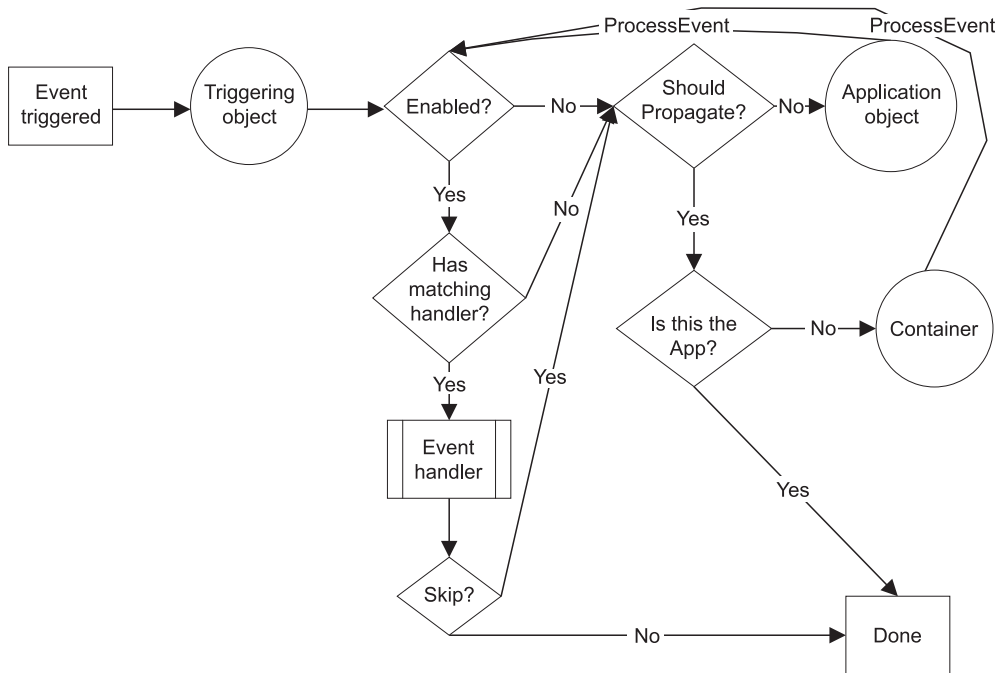 ProcessEvent
ProcessEvent
Event
triggered
Triggering
object
Enabled?
No
Should
Propagate?
No
Application
object
Yes
No
Yes
Has
matching
handler?
Is this the
App?
No
Container
Yes
Yes
Event
handler
Yes
Skip?
No
Done